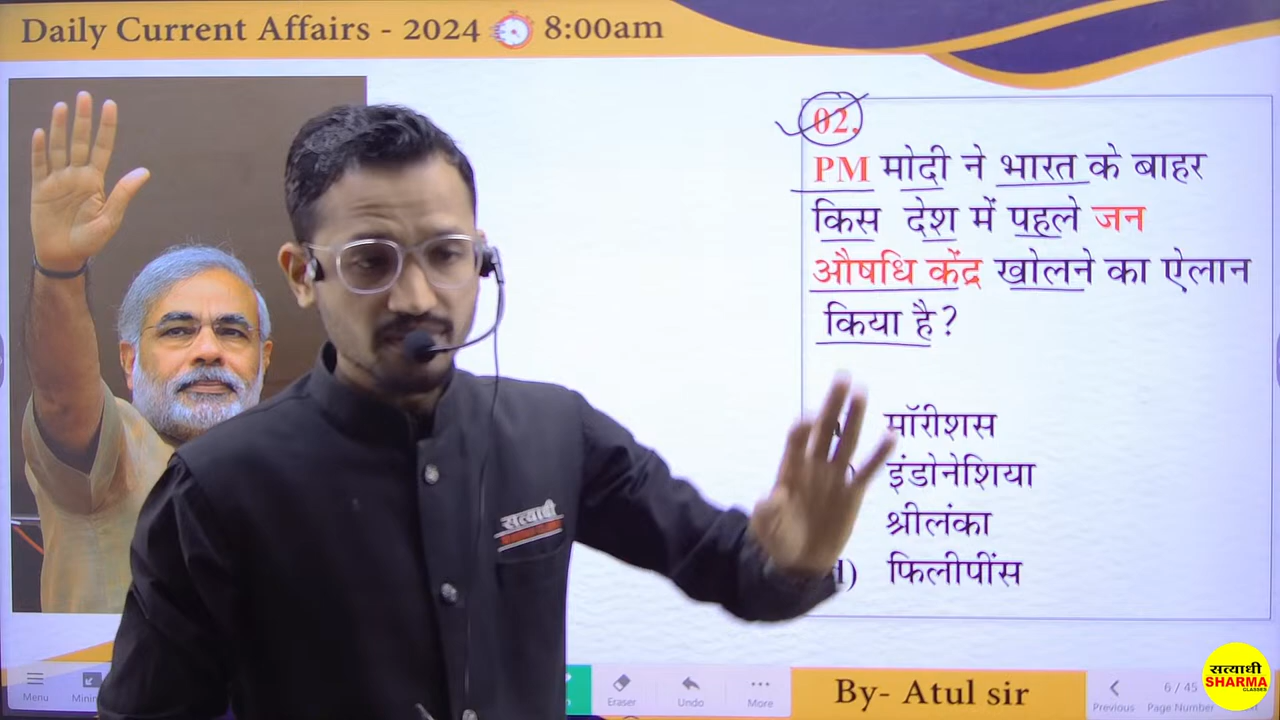 Daily Current Affairs - 2024 8:00am
02.
PM मोदी ने भारत के बाहर
किस देश में पहले जन
औषधि केंद्र खोलने का ऐलान
किया है?
मॉरीशस
इंडोनेशिया
श्रीलंका
फिलीपींस
सत्यार्थी
Menu
Eraser
Undo
More
By- Atul sir
Previous
6 / 45
Page Number
सत्यार्थी
SHARMA
CLASSES